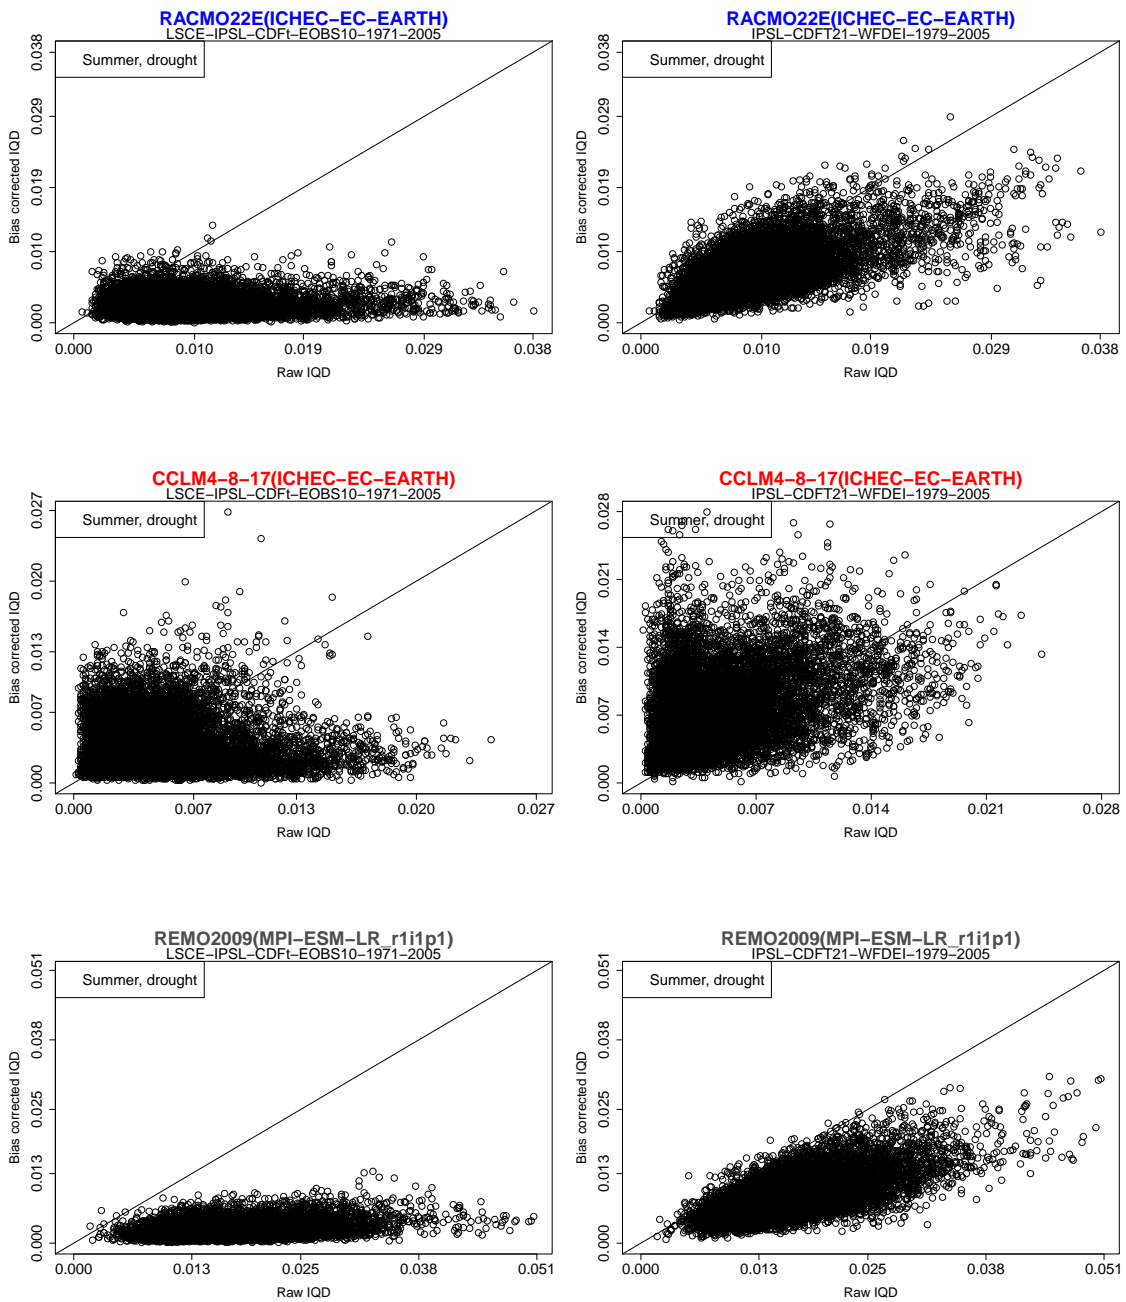 RACMO22E(ICHEC−EC−EARTH)
LSCE−IPSL−CDFt−EOBS10−1971−2005
Summer, drought
Bias corrected IQD
0.000 0.010 0.019 0.029 0.038
0.000 0.010 0.019 0.029 0.038
Raw IQD
RACMO22E(ICHEC−EC−EARTH)
IPSL−CDFT21−WFDEI−1979−2005
Summer, drought
Bias corrected IQD
0.000 0.010 0.019 0.029 0.038
0.000 0.010 0.019 0.029 0.038
Raw IQD
CCLM4−8−17(ICHEC−EC−EARTH)
LSCE−IPSL−CDFt−EOBS10−1971−2005
Summer, drought
Bias corrected IQD
0.000 0.007 0.013 0.020 0.027
0.000 0.007 0.013 0.020 0.027
Raw IQD
CCLM4−8−17(ICHEC−EC−EARTH)
IPSL−CDFT21−WFDEI−1979−2005
Summer, drought
Bias corrected IQD
0.000 0.007 0.014 0.021 0.028
0.000 0.007 0.014 0.021 0.028
Raw IQD
REMO2009(MPI−ESM−LR_r1i1p1)
LSCE−IPSL−CDFt−EOBS10−1971−2005
Summer, drought
Bias corrected IQD
0.000 0.013 0.025 0.038 0.051
0.000 0.013 0.025 0.038 0.051
Raw IQD
REMO2009(MPI−ESM−LR_r1i1p1)
IPSL−CDFT21−WFDEI−1979−2005
Summer, drought
Bias corrected IQD
0.000 0.013 0.025 0.038 0.051
0.000 0.013 0.025 0.038 0.051
Raw IQD